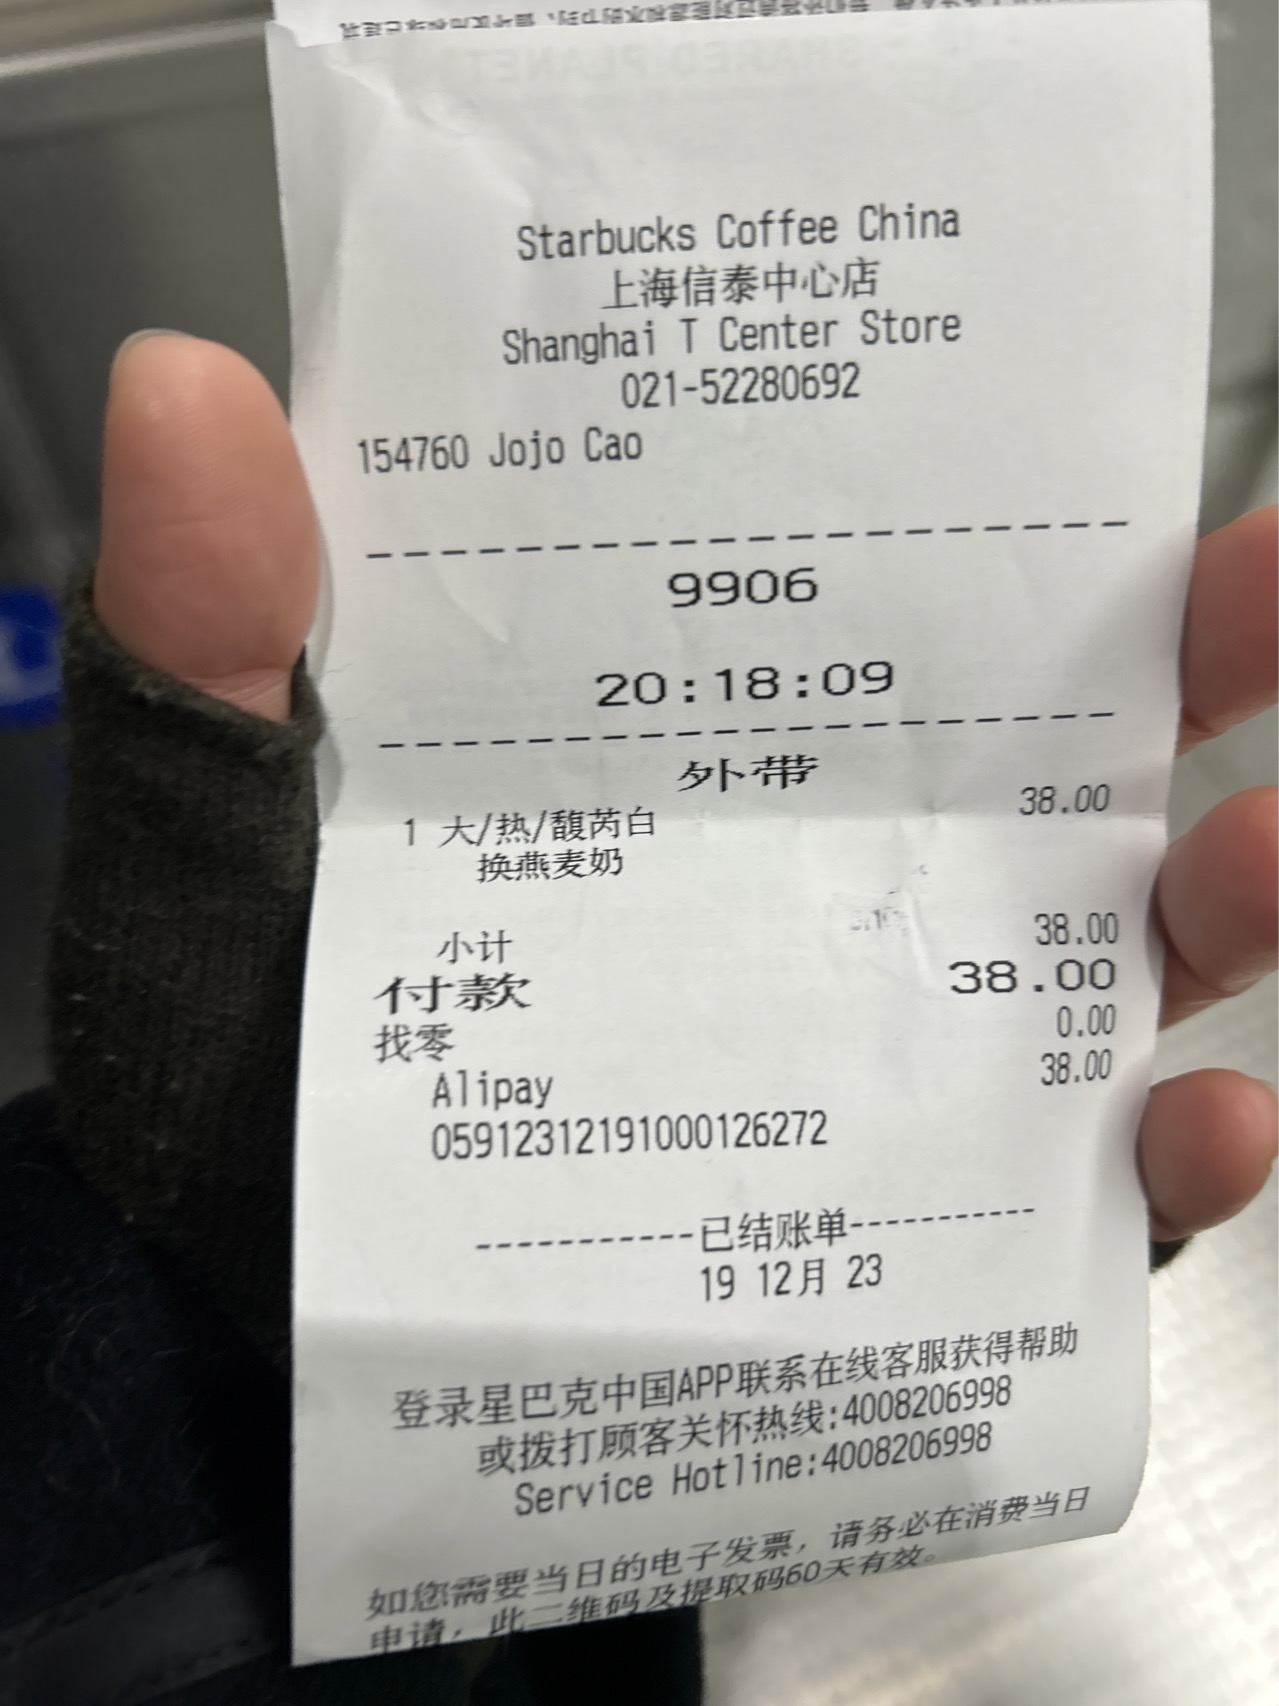 Starbucks Coffee China
上海信泰中心店
Shanghai T Center Store
021-52280692
154760 Jojo Cao
9906
20:18:09
外带
1 大/热/馥芮白 38.00
换燕麦奶
小计 38.00
付款 38.00
找零 0.00
Alipay 38.00
05912312191000126272
-----------已结账单-----------
19 12月 23
登录星巴克中国APP联系在线客服获得帮助
或拨打顾客关怀热线:4008206998
Service Hotline:4008206998
如您需要当日的电子发票，请务必在消费当日
申请，此二维码及提取码60天有效。